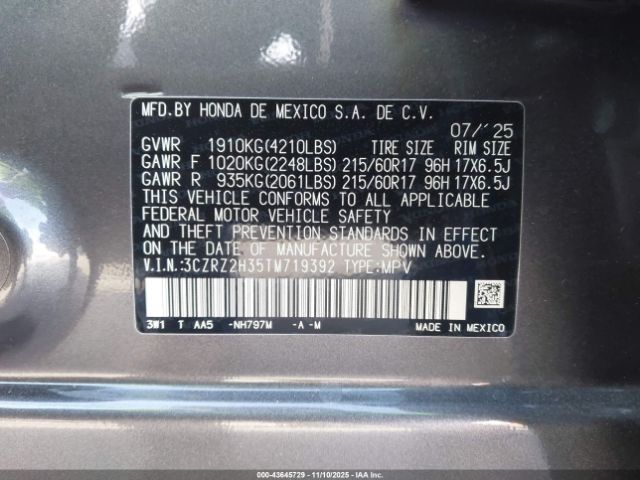 MFD.BY HONDA DE MEXICO S.A. DE C.V.
07/'25
GVWR 1910KG(4210LBS) TIRE SIZE RIM SIZE
GAWR F 1020KG(2248LBS) 215/60R17 96H 17X6.5J
GAWR R 935KG(2061LBS) 215/60R17 96H 17X6.5J
THIS VEHICLE CONFORMS TO ALL APPLICABLE
FEDERAL MOTOR VEHICLE SAFETY
AND THEFT PREVENTION STANDARDS IN EFFECT
ON THE DATE OF MANUFACTURE SHOWN ABOVE.
V.I.N.:3CZRZ2H35TM719392 TYPE:MPV
3W1 T AA5 -NH797M -A -M MADE IN MEXICO
000-43645729 - 11/10/2025 - IAAI.CA